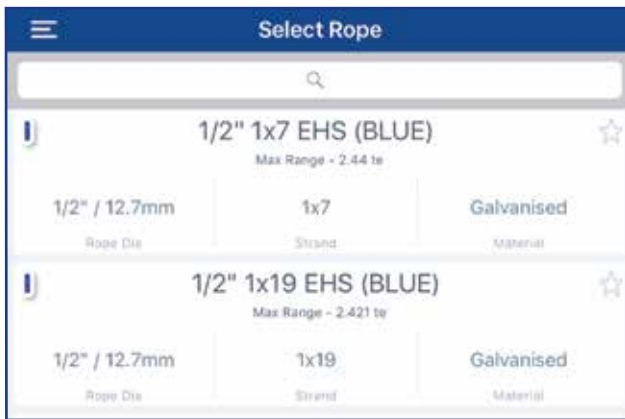 Select Rope
1/2" 1x7 EHS (BLUE)
Max Range - 2.44 te
1/2" / 12.7mm 1x7 Galvanised
Rope Dia Strand Material
1/2" 1x19 EHS (BLUE)
Max Range - 2.421 te
1/2" / 12.7mm 1x19 Galvanised
Rope Dia Strand Material